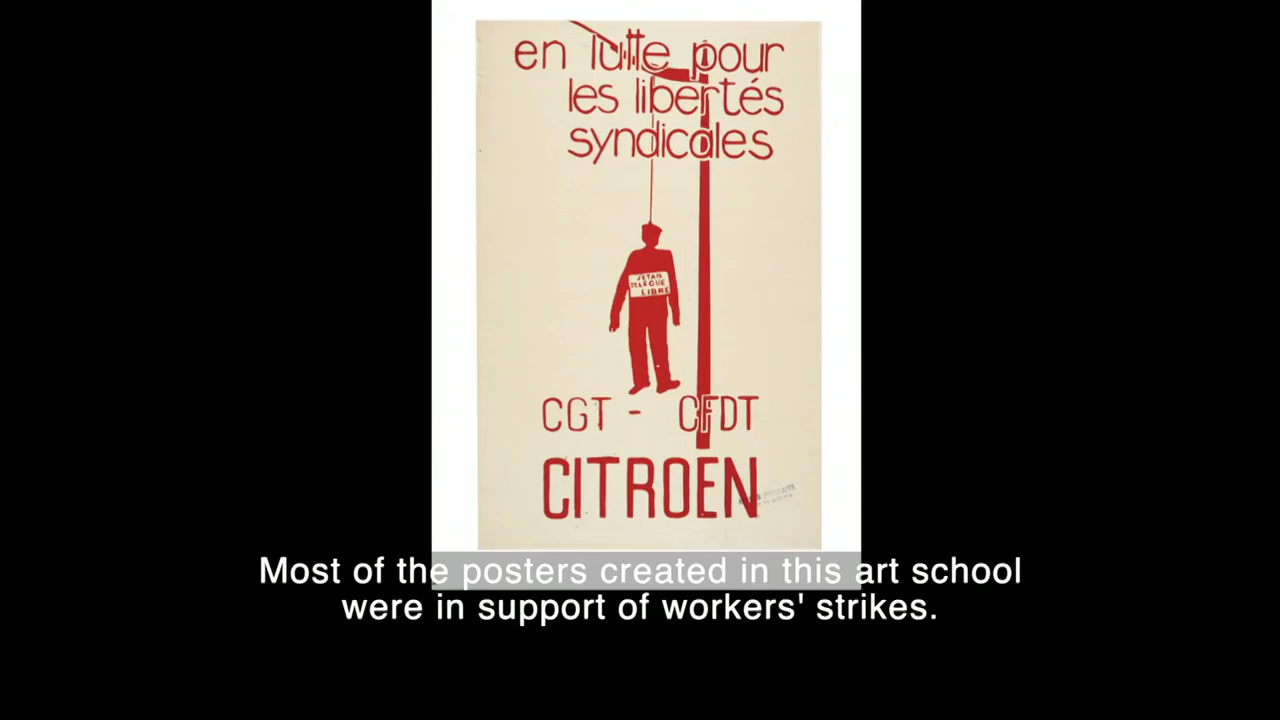 en lutte pour
les libertés
syndicales
J'ETAIS
DELEGUE
LIBRE
CGT - CFDT
CITROEN
Most of the posters created in this art school
were in support of workers' strikes.